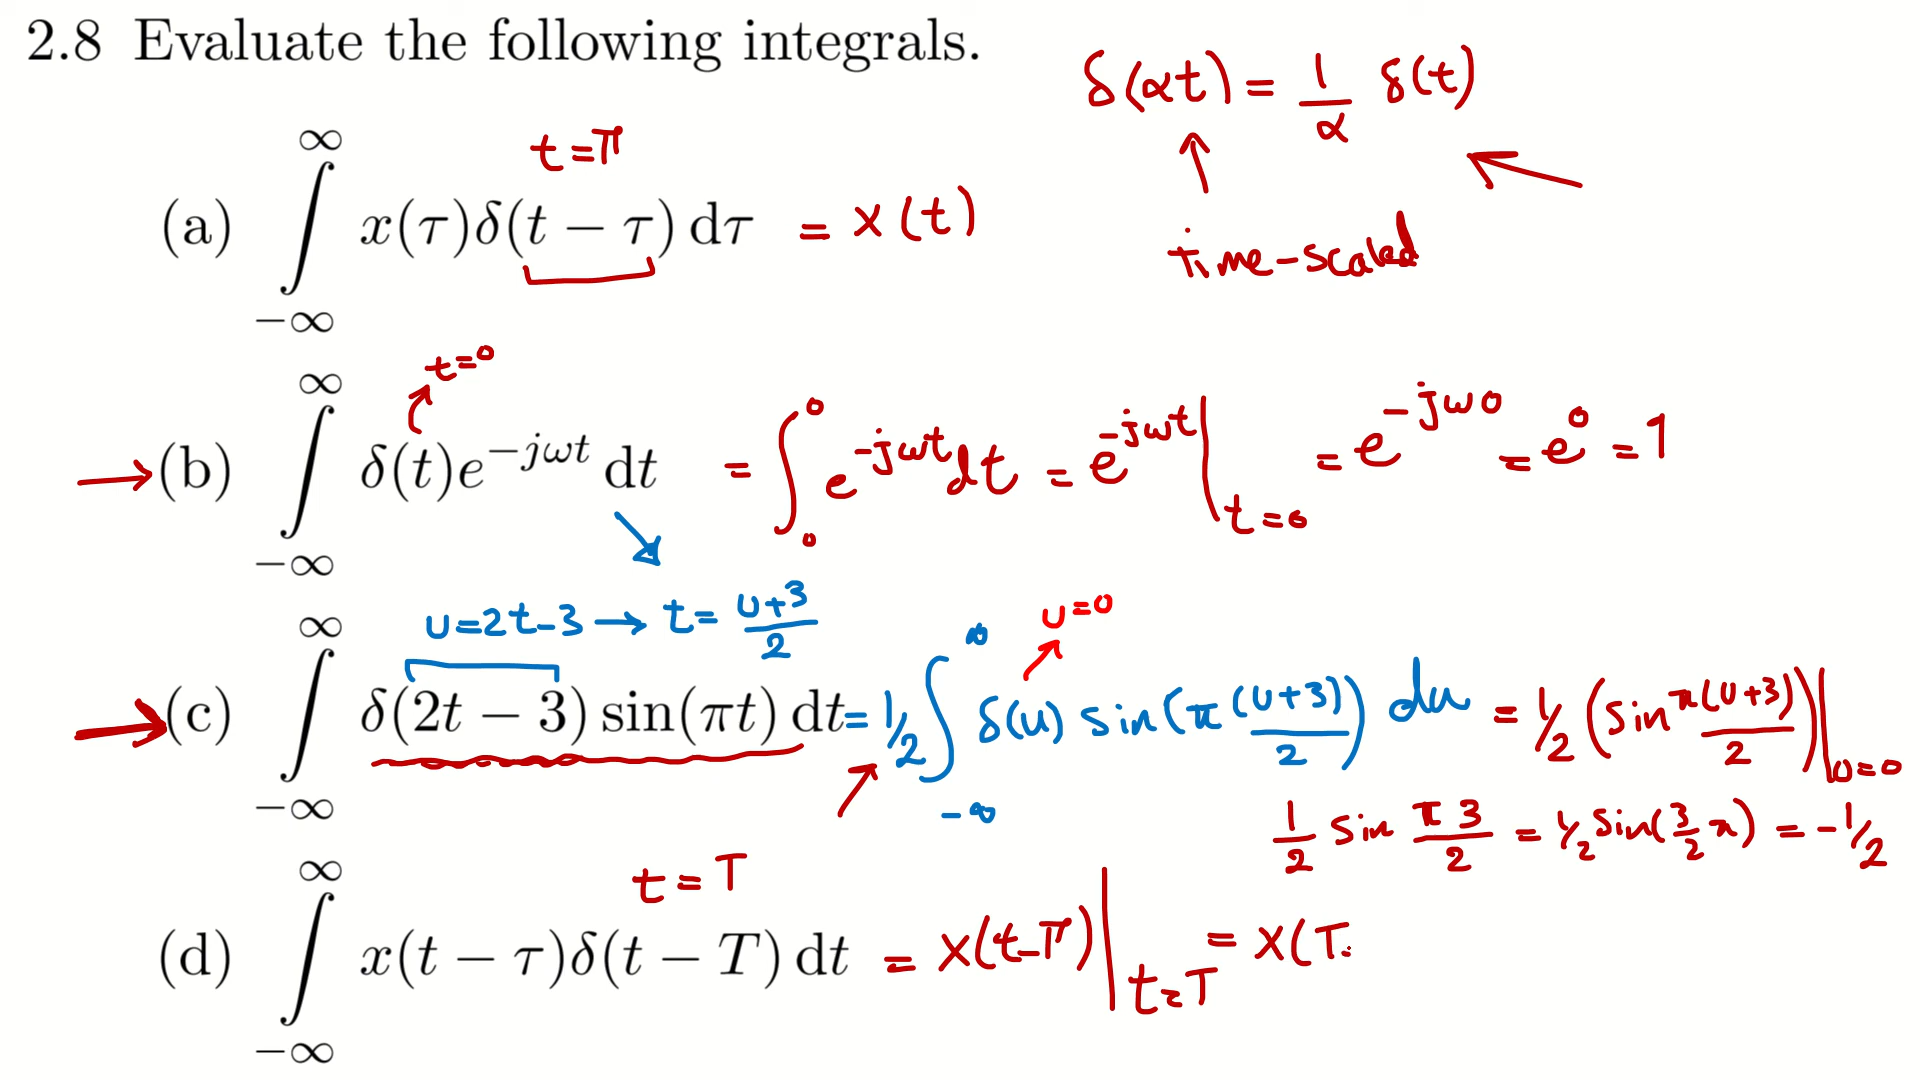 2.8 Evaluate the following integrals.
δ(αt) = 1/α δ(t)
time-scaled
t=π
(a) ∫_{-∞}^{∞} x(τ)δ(t − τ) dτ = x(t)
t=0
(b) ∫_{-∞}^{∞} δ(t)e^{−jωt} dt = ∫_0^0 e^{-jωt}dt = e^{-jωt}|_{t=0} = e^{-jω0} = e^0 = 1
u=2t-3 → t= (u+3)/2
u=0
(c) ∫_{-∞}^{∞} δ(2t − 3) sin(πt) dt = 1/2 ∫_{-∞}^{∞} δ(u) sin(π(u+3)/2) du = 1/2 (sin π(u+3)/2)|_{u=0}
1/2 sin π3/2 = 1/2 sin(3/2 π) = -1/2
t=T
(d) ∫_{-∞}^{∞} x(t − τ)δ(t − T) dt = x(t-π)|_{t=T} = x(T-